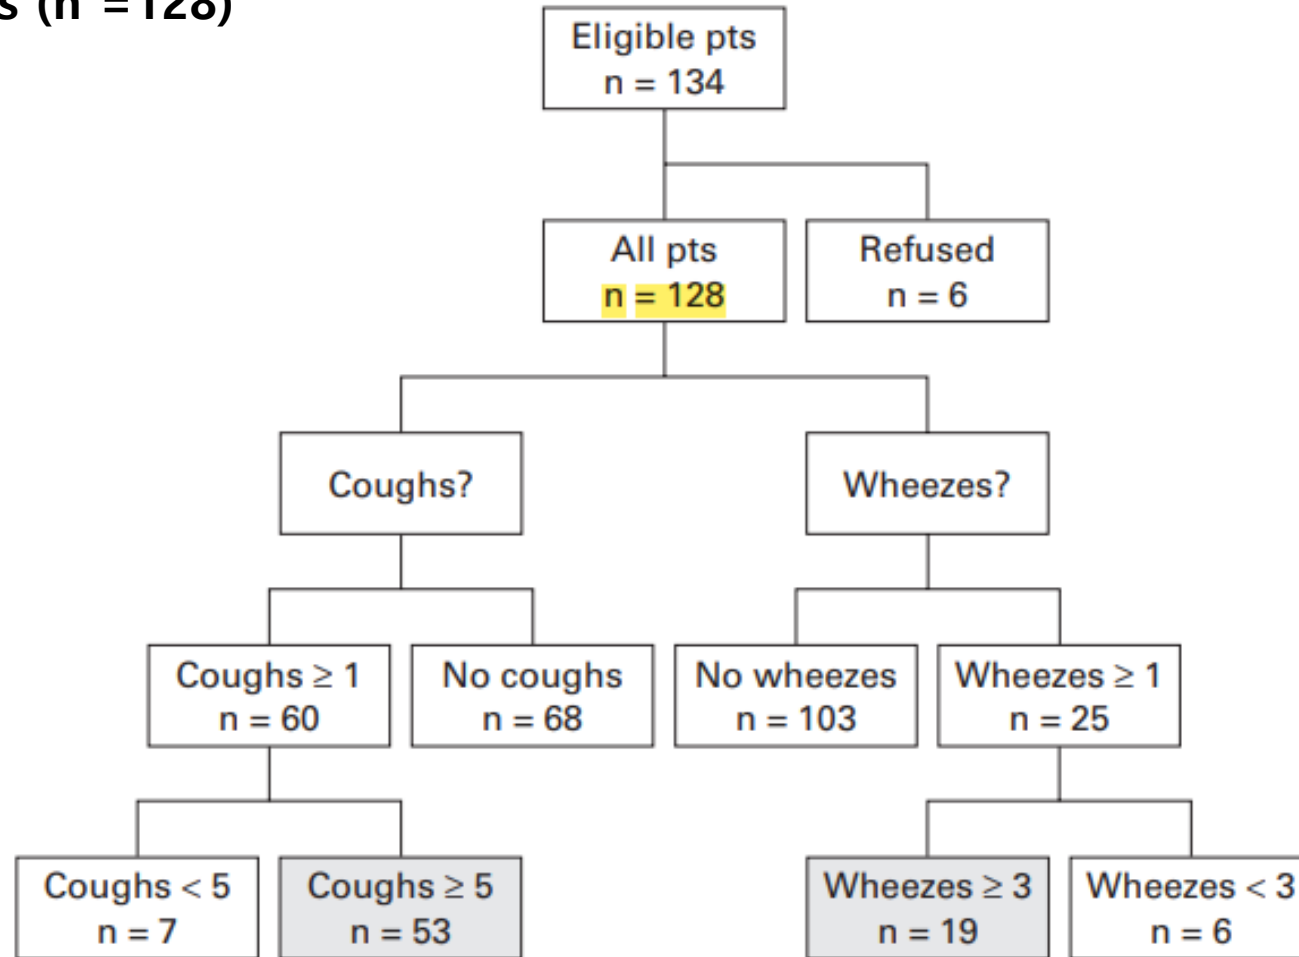 s (n = 128)
Eligible pts
n = 134
All pts
n = 128
Refused
n = 6
Coughs?
Wheezes?
Coughs ≥ 1
n = 60
No coughs
n = 68
No wheezes
n = 103
Wheezes ≥ 1
n = 25
Coughs < 5
n = 7
Coughs ≥ 5
n = 53
Wheezes ≥ 3
n = 19
Wheezes < 3
n = 6